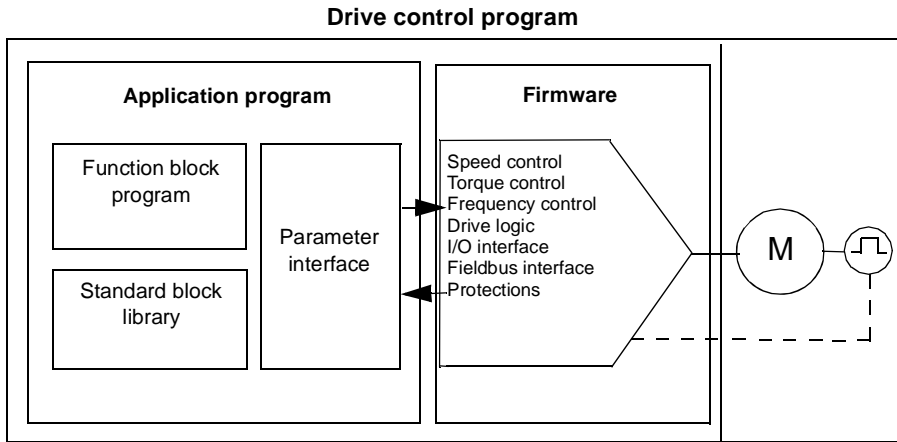 Drive control program
Application program
Function block
program
Standard block
library
Parameter
interface
Firmware
Speed control
Torque control
Frequency control
Drive logic
I/O interface
Fieldbus interface
Protections
M